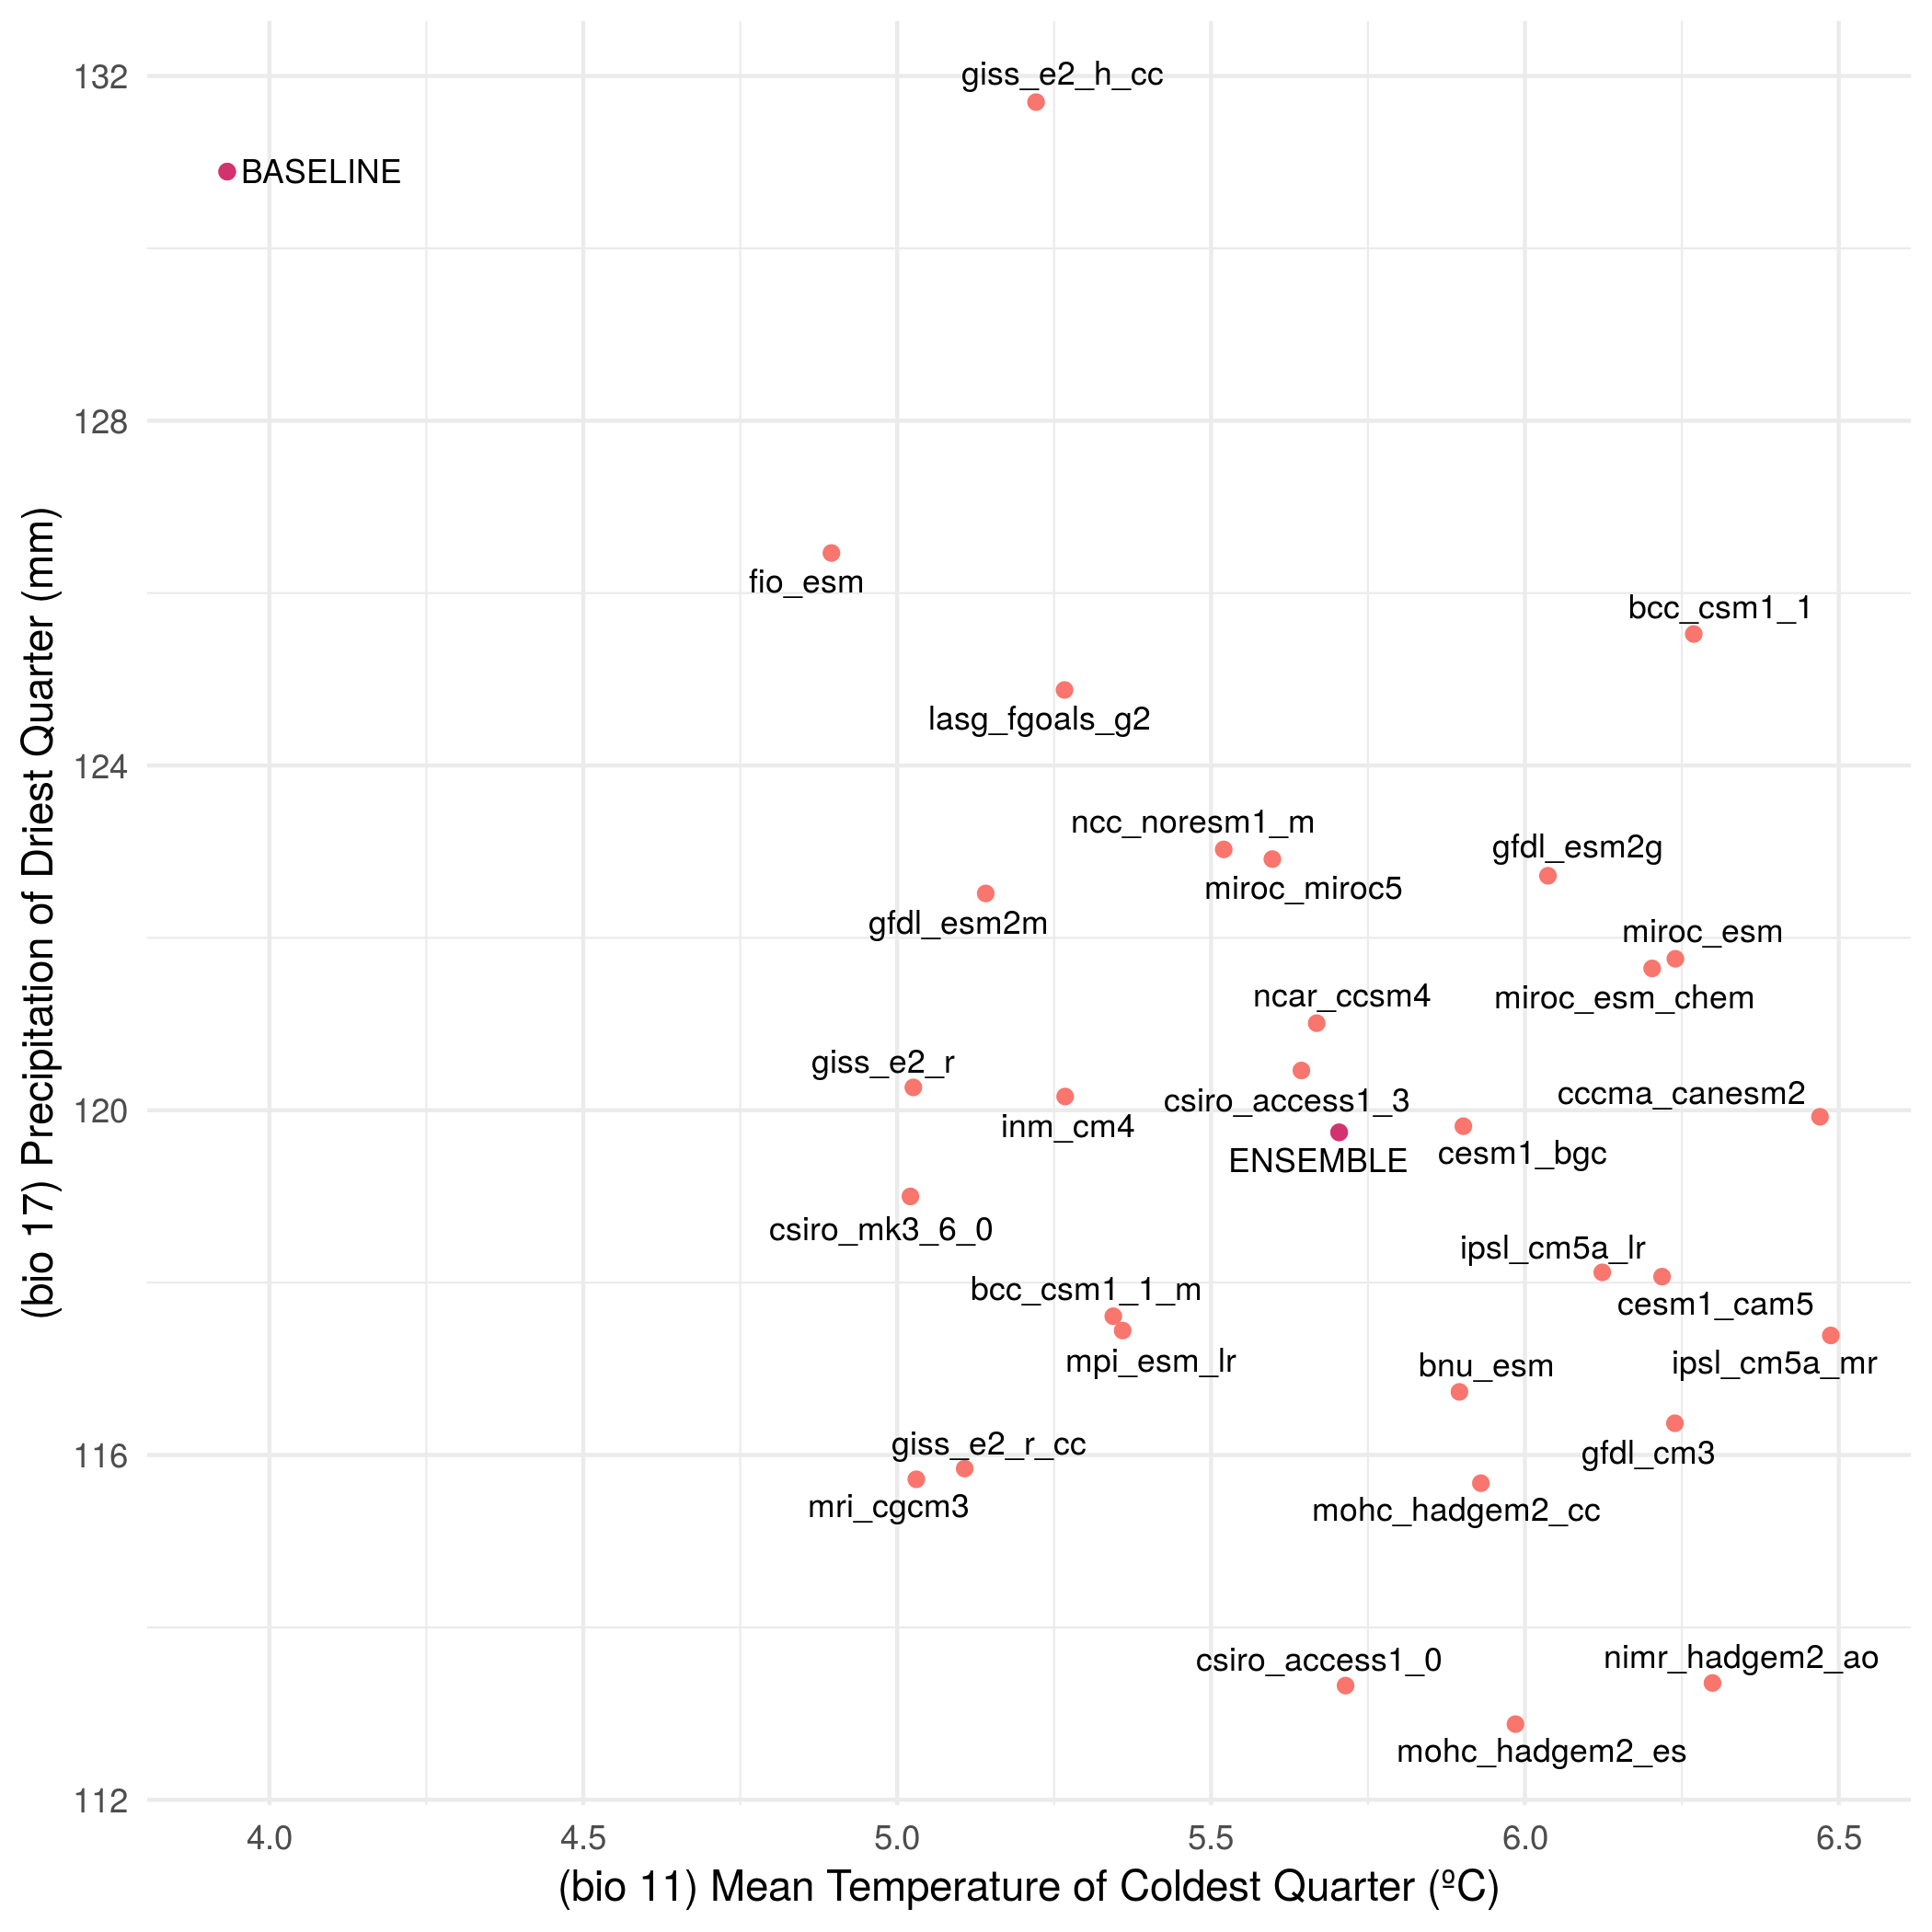 giss_e2_h_cc
132
BASELINE
128
fio_esm
bcc_csm1_1
lasg_fgoals_g2
124
ncc_noresm1_m
gfdl_esm2g
miroc_miroc5
gfdl_esm2m
miroc_esm
ncar_ccsm4
miroc_esm_chem
giss_e2_r
cccma_canesm2
csiro_access1_3
120
inm_cm4
cesm1_bgc
ENSEMBLE
csiro_mk3_6_0
ipsl_cm5a_lr
bcc_csm1_1_m
cesm1_cam5
mpi_esm_lr
ipsl_cm5a_mr
bnu_esm
giss_e2_r_cc
116
gfdl_cm3
mri_cgcm3
mohc_hadgem2_cc
csiro_access1_0
nimr_hadgem2_ao
mohc_hadgem2_es
112
4.0 4.5 5.0 5.5 6.0 6.5
(bio 11) Mean Temperature of Coldest Quarter (ºC)
(bio 17) Precipitation of Driest Quarter (mm)